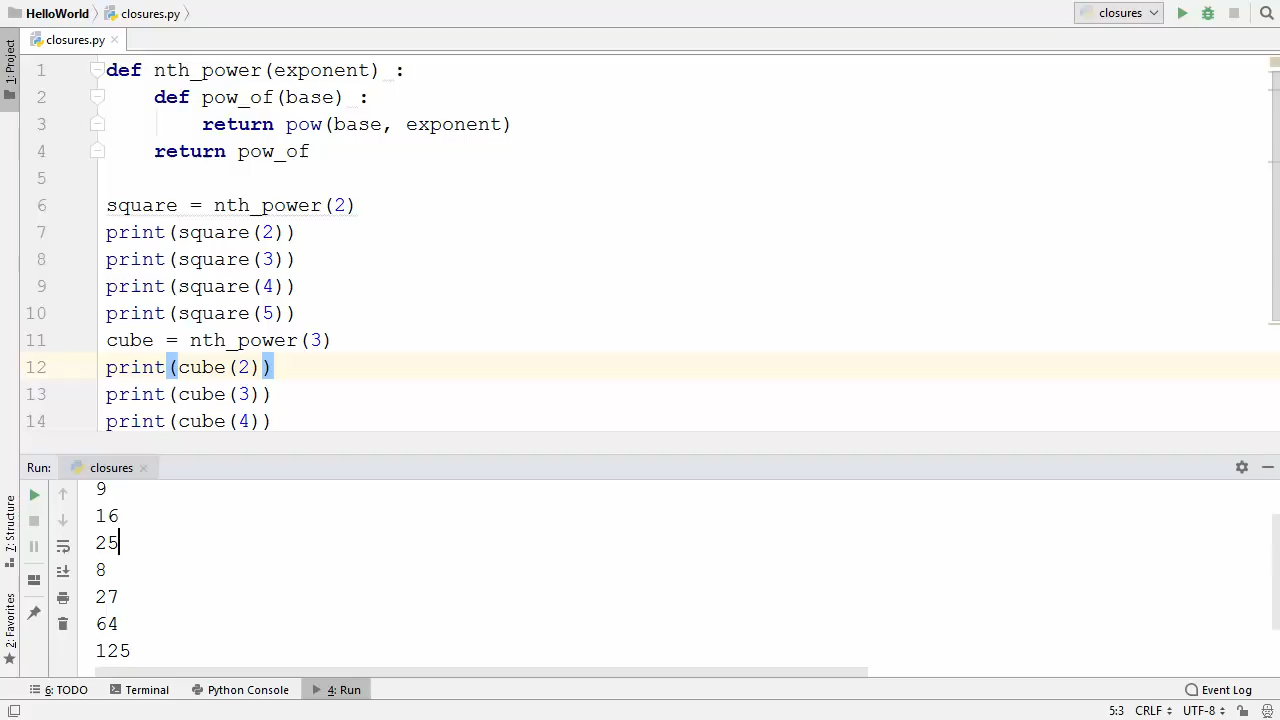 HelloWorld closures.py closures
closures.py
1: Project
1 def nth_power(exponent) :
2 def pow_of(base) :
3 return pow(base, exponent)
4 return pow_of
5
6 square = nth_power(2)
7 print(square(2))
8 print(square(3))
9 print(square(4))
10 print(square(5))
11 cube = nth_power(3)
12 print(cube(2))
13 print(cube(3))
14 print(cube(4))
Run: closures
9
16
25
8
27
64
125
7: Structure
2: Favorites
6: TODO Terminal Python Console 4: Run Event Log
5:3 CRLF UTF-8